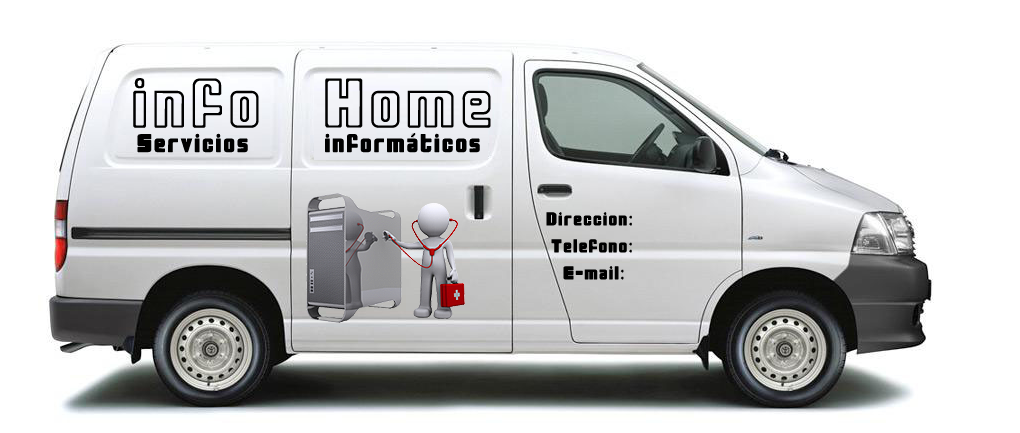 info Home
Servicios informáticos
Direccion:
Telefono:
E-mail: